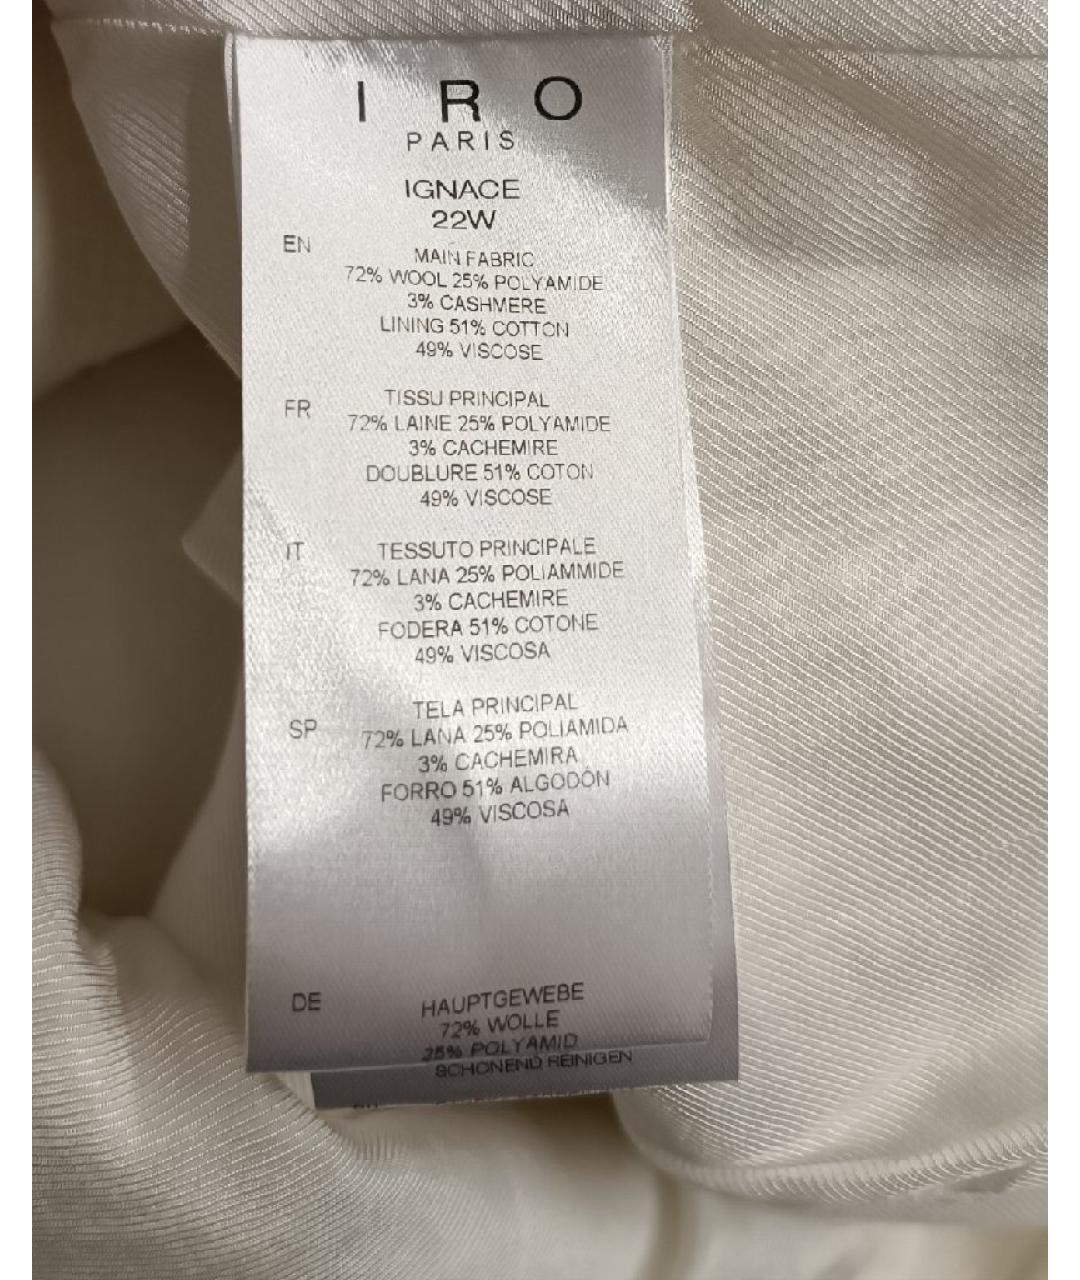 IRO
PARIS
IGNACE
22W
EN
MAIN FABRIC
72% WOOL 25% POLYAMIDE
3% CASHMERE
LINING 51% COTTON
49% VISCOSE
FR
TISSU PRINCIPAL
72% LAINE 25% POLYAMIDE
3% CACHEMIRE
DOUBLURE 51% COTON
49% VISCOSE
IT
TESSUTO PRINCIPALE
72% LANA 25% POLIAMMIDE
3% CACHEMIRE
FODERA 51% COTONE
49% VISCOSA
SP
TELA PRINCIPAL
72% LANA 25% POLIAMIDA
3% CACHEMIRA
FORRO 51% ALGODÓN
49% VISCOSA
DE
HAUPTGEWEBE
72% WOLLE
25% POLYAMID
SCHONEND REINIGEN